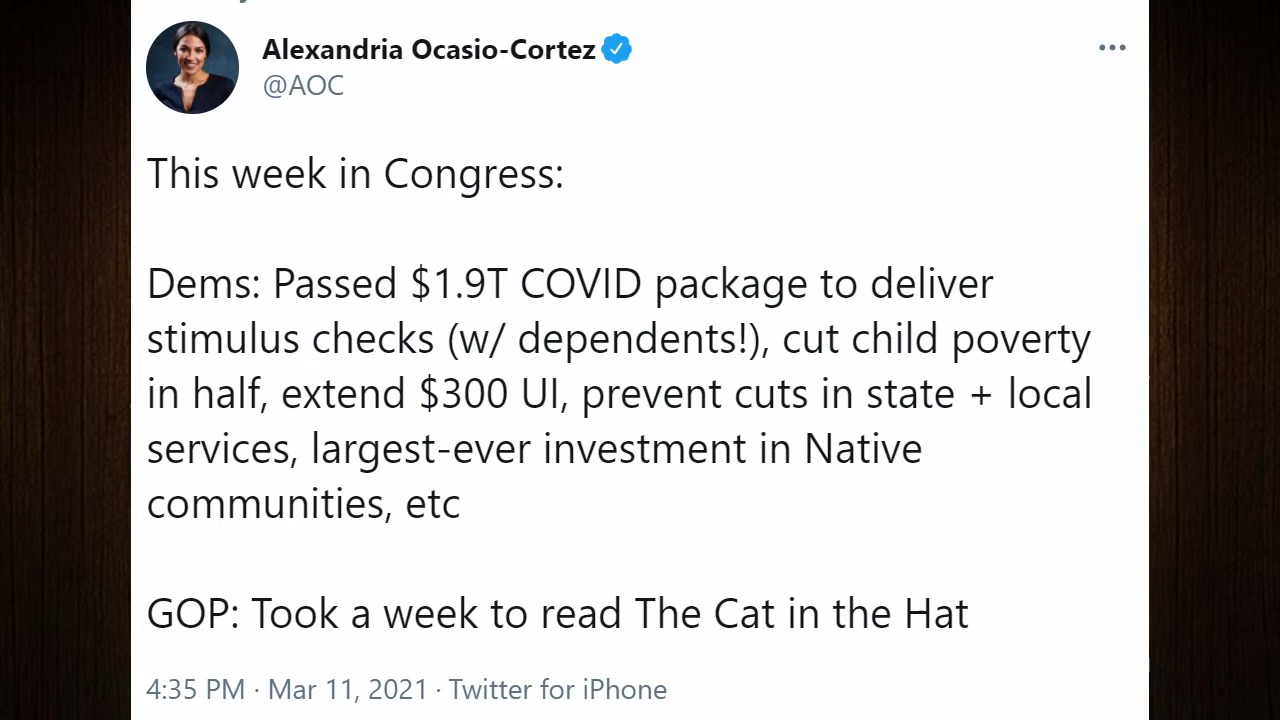 Alexandria Ocasio-Cortez
@AOC
This week in Congress:
Dems: Passed $1.9T COVID package to deliver
stimulus checks (w/ dependents!), cut child poverty
in half, extend $300 UI, prevent cuts in state + local
services, largest-ever investment in Native
communities, etc
GOP: Took a week to read The Cat in the Hat
4:35 PM · Mar 11, 2021 · Twitter for iPhone